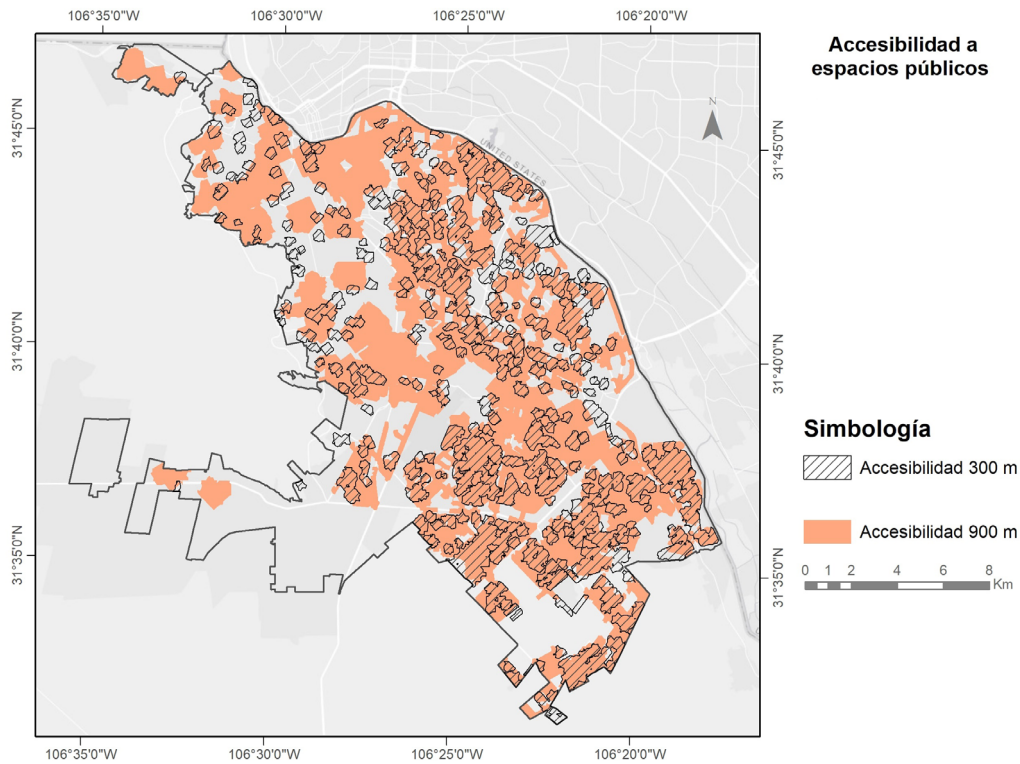 106°35'0"W 106°30'0"W 106°25'0"W 106°20'0"W
Accesibilidad a
espacios públicos
N
31°45'0"N
31°45'0"N
UNITED STATES
31°40'0"N
31°40'0"N
Simbología
Accesibilidad 300 m
Accesibilidad 900 m
31°35'0"N
31°35'0"N
0 1 2 4 6 8
Km
106°35'0"W 106°30'0"W 106°25'0"W 106°20'0"W